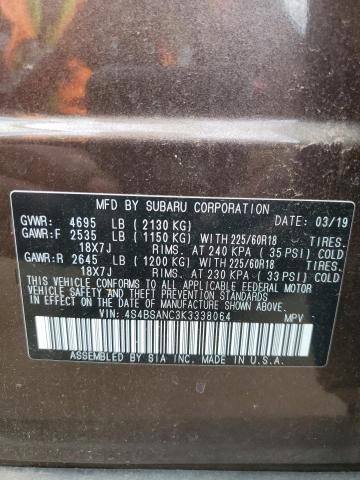 MFD BY SUBARU CORPORATION DATE: 03/19
GVWR: 4695 LB ( 2130 KG)
GAWR:F 2535 LB ( 1150 KG) WITH 225/60R18 TIRES.
18X7J RIMS. AT 240 KPA ( 35 PSI) COLD
GAWR:R 2645 LB ( 1200 KG) WITH 225/60R18 TIRES.
18X7J RIMS. AT 230 KPA ( 33 PSI) COLD
THIS VEHICLE CONFORMS TO ALL APPLICABLE FEDERAL MOTOR
VEHICLE SAFETY AND THEFT PREVENTION STANDARDS IN EFFECT
ON THE DATE OF MANUFACTURE SHOWN ABOVE.
VIN: 4S4BSANC3K3338064 MPV
ASSEMBLED BY SIA INC. MADE IN U.S.A.